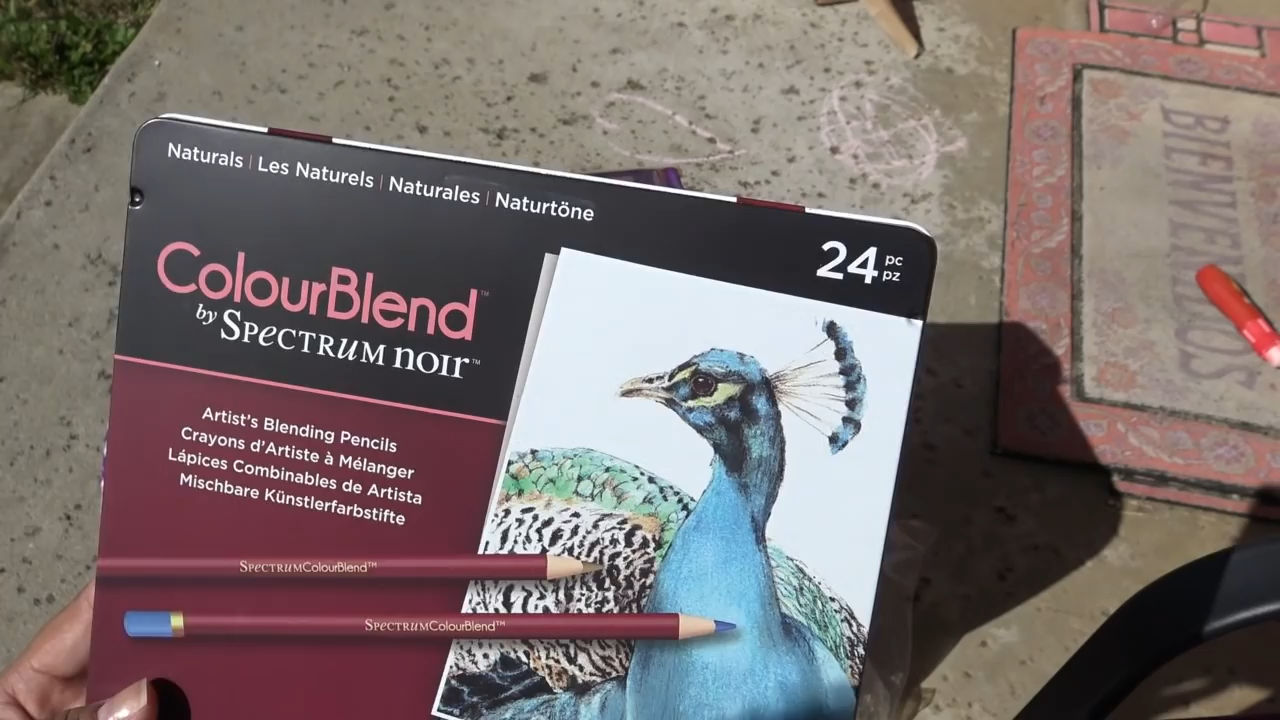 Naturals | Les Naturels | Naturales | Naturtöne
24 pc
pz
ColourBlend™
by SPECTRUM NOIR™
Artist's Blending Pencils
Crayons d'Artiste à Mélanger
Lápices Combinables de Artista
Mischbare Künstlerfarbstifte
SPECTRUMCOLOURBLEND™
SPECTRUMCOLOURBLEND™
BIENVENIDOS